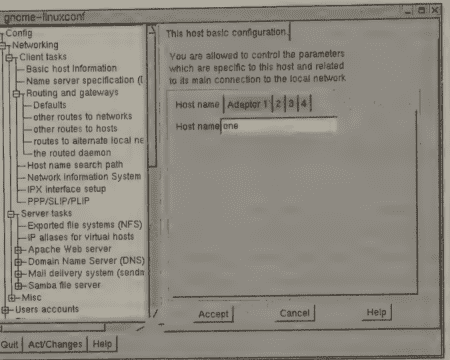 gnome-linuxconf
Config
Networking
Client tasks
Basic host information
Name server specification (D
Routing and gateways
Defaults
other routes to networks
other routes to hosts
routes to alternate local ne
the routed daemon
Host name search path
Network Information System
IPX interface setup
PPP/SLIP/PLIP
Server tasks
Exported file systems (NFS)
IP aliases for virtual hosts
Apache Web server
Domain Name Server (DNS)
Mail delivery system (sendm
Samba file server
Misc
Users accounts
This host basic configuration.
You are allowed to control the parameters
which are specific to this host and related
to its main connection to the local network
Host name Adaptor 1 2 3 4
Host name one
Accept Cancel Help
Quit Act/Changes Help